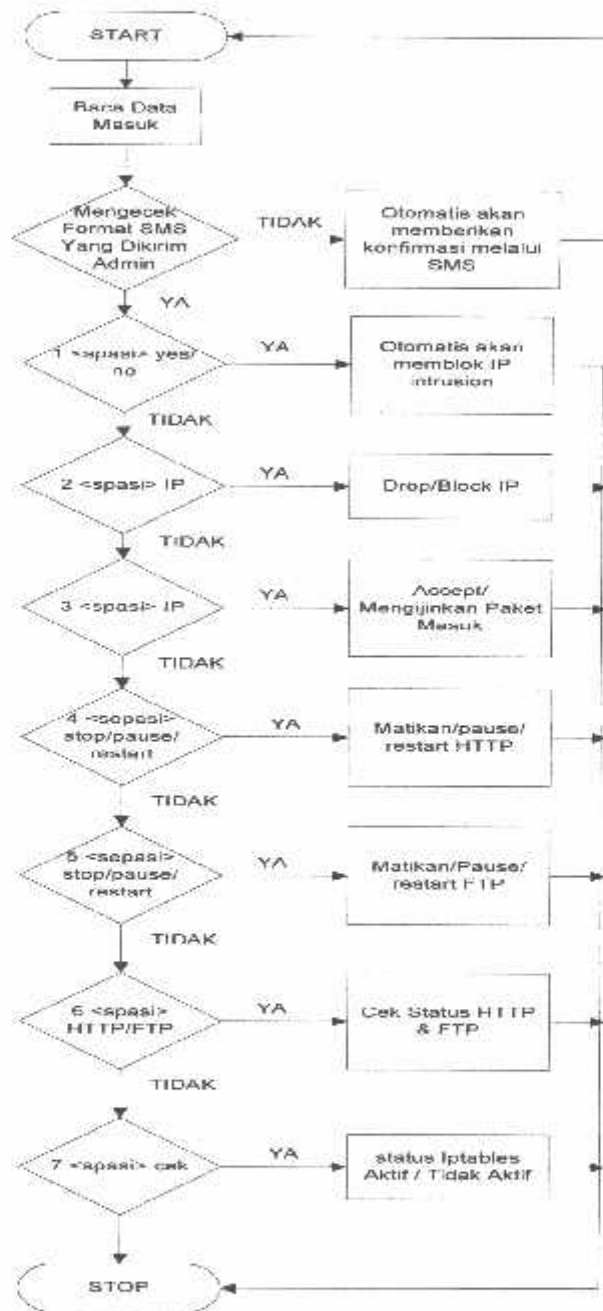 START
Baca Data
Masuk
Mengecek
Format SMS
Yang Dikirim
Admin
TIDAK
Otomatis akan
memberikan
konfirmasi melalui
SMS
YA
1 <spasi> yes/
no
YA
Otomatis akan
memblok IP
intrusion
TIDAK
2 <spasi> IP
YA
Drop/Block IP
TIDAK
3 <spasi> IP
YA
Accept/
Mengijinkan Paket
Masuk
TIDAK
4 <sepasi>
stop/pause/
restart
YA
Matikan/pause/
restart HTTP
TIDAK
5 <sepasi>
stop/pause/
restart
YA
Matikan/Pause/
restart FTP
TIDAK
6 <spasi>
HTTP/FTP
YA
Cek Status HTTP
& FTP
TIDAK
7 <spasi> cek
YA
status Iptables
Aktif / Tidak Aktif
STOP